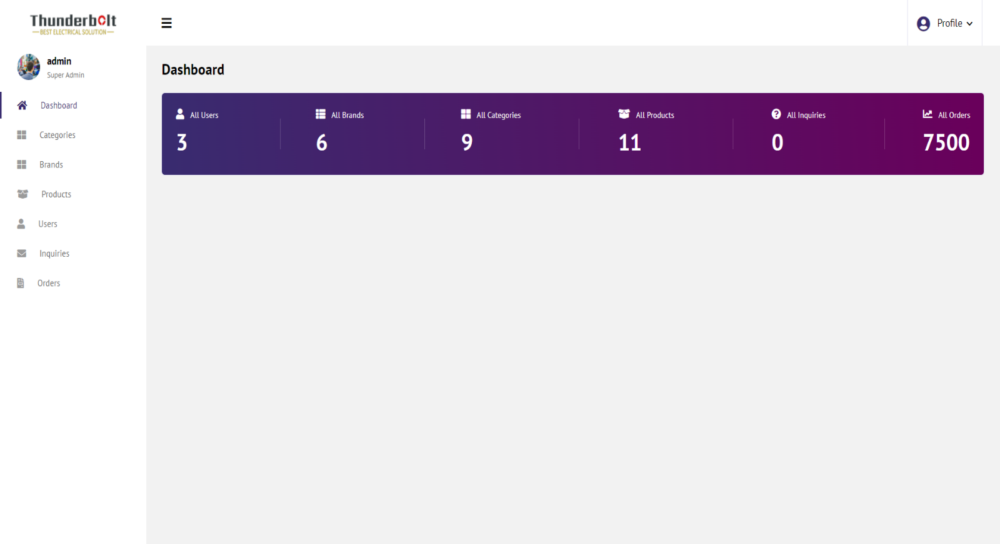 Thunderbolt
BEST ELECTRICAL SOLUTION
Profile
admin
Super Admin
Dashboard
Categories
Brands
Products
Users
Inquiries
Orders
Dashboard
All Users
3
All Brands
6
All Categories
9
All Products
11
All Inquiries
0
All Orders
7500